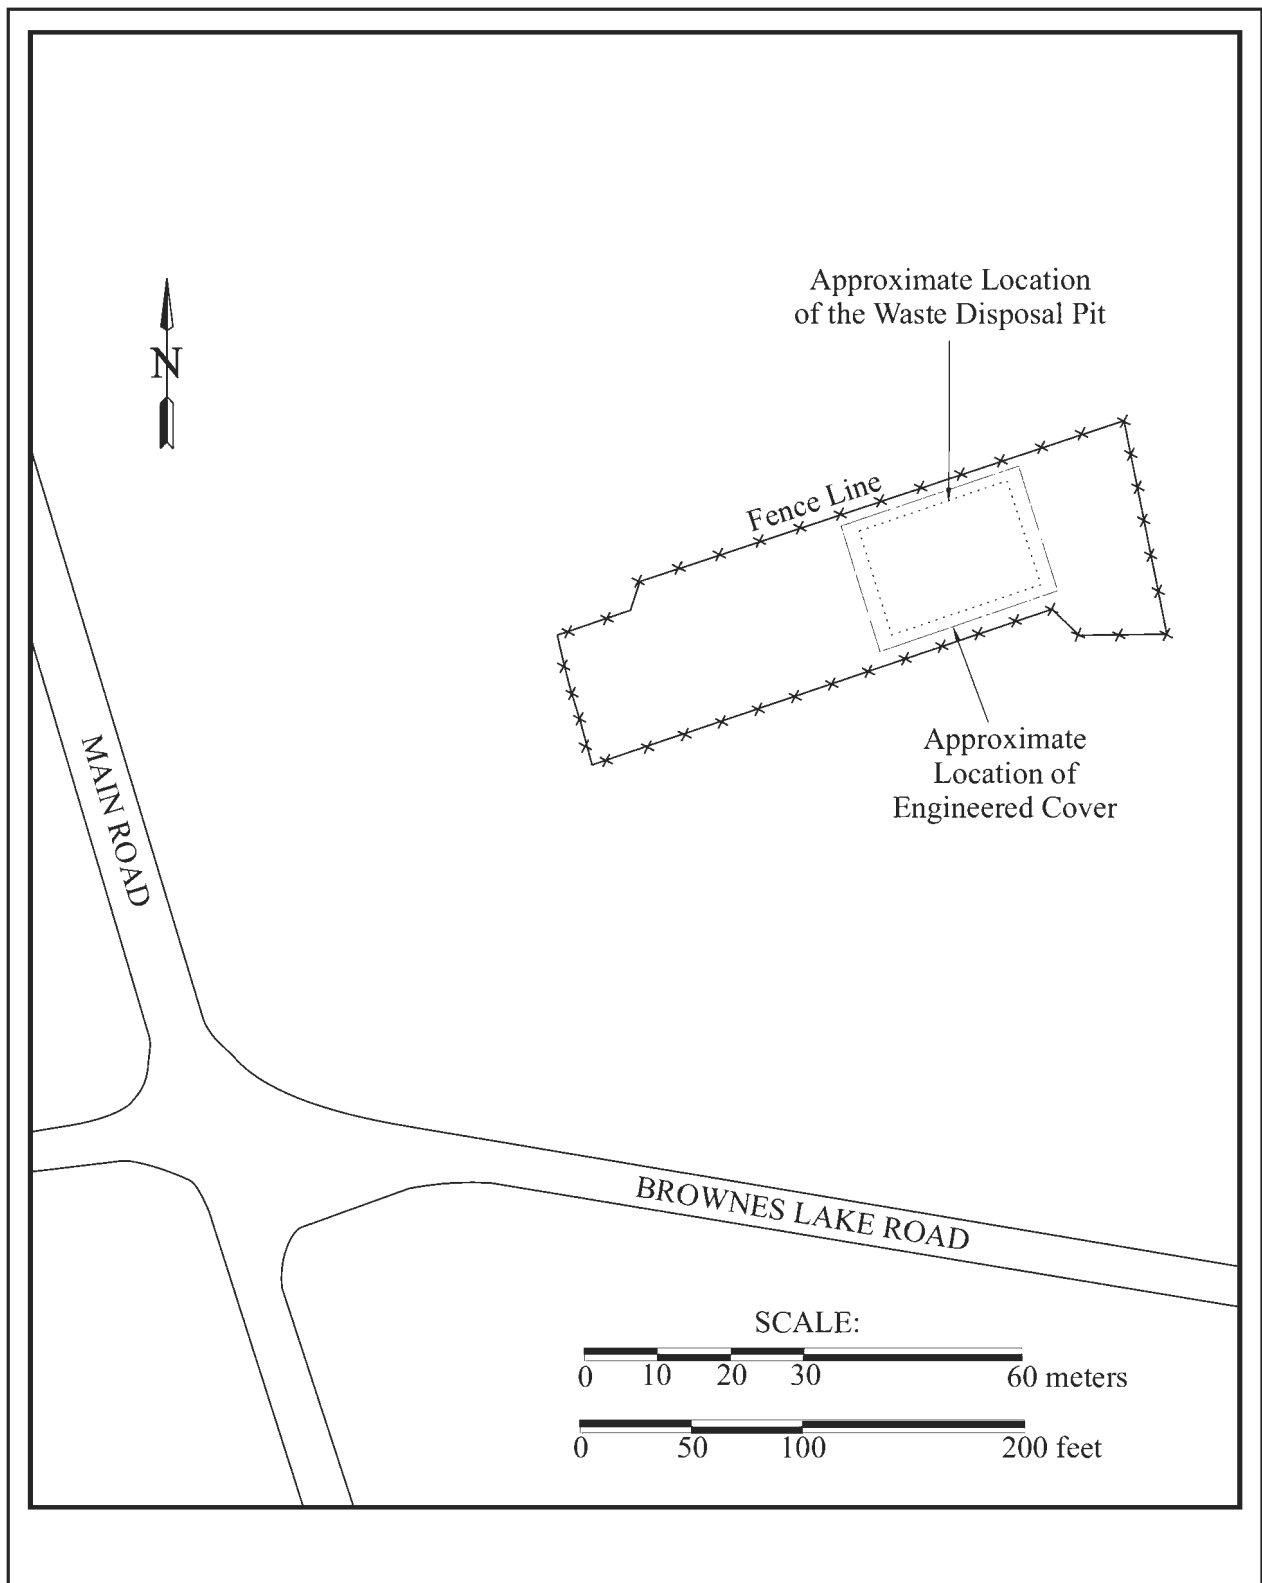 Approximate Location
of the Waste Disposal Pit
N
Fence Line
Approximate
Location of
Engineered Cover
MAIN ROAD
BROWNES LAKE ROAD
SCALE:
0 10 20 30 60 meters
0 50 100 200 feet